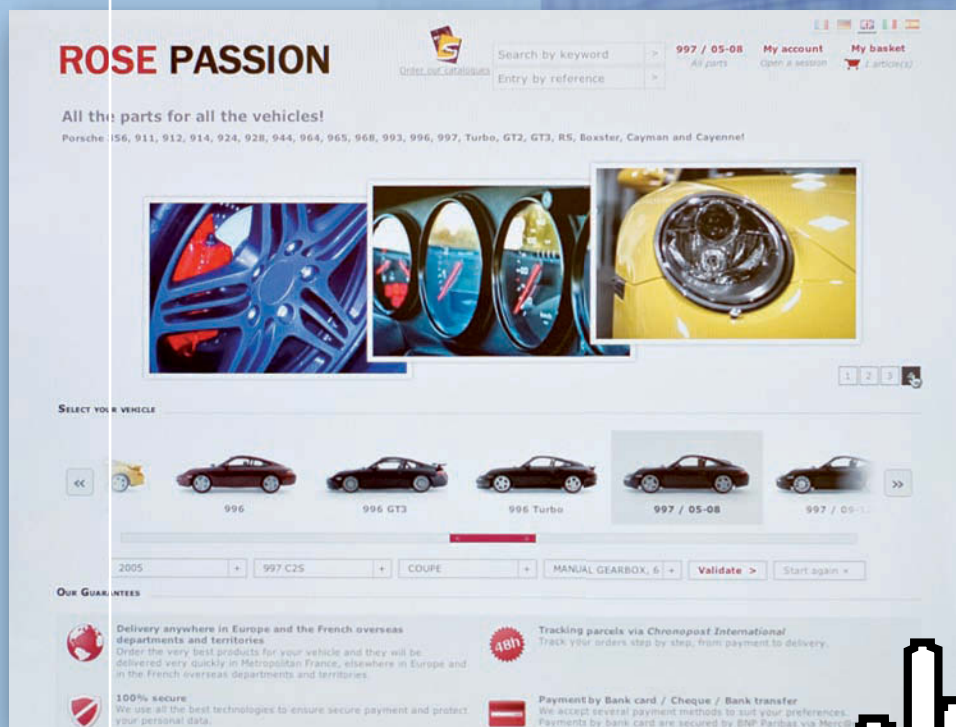 ROSE PASSION
Order our catalogues
Search by keyword >
Entry by reference >
997 / 05-08
All parts
My account
Open a session
My basket
1 article(s)
All the parts for all the vehicles!
Porsche 356, 911, 912, 914, 924, 928, 944, 964, 965, 968, 993, 996, 997, Turbo, GT2, GT3, RS, Boxster, Cayman and Cayenne!
1 2 3
SELECT YOUR VEHICLE
<<
996
996 GT3
996 Turbo
997 / 05-08
997 / 09-
>>
2005 +
997 C2S +
COUPE +
MANUAL GEARBOX, 6 +
Validate >
Start again
OUR GUARANTEES
Delivery anywhere in Europe and the French overseas
departments and territories
Order the very best products for your vehicle and they will be
delivered very quickly in Metropolitan France, elsewhere in Europe and
in the French overseas departments and territories.
48h
Tracking parcels via Chronopost International
Track your orders step by step, from payment to delivery.
100% secure
We use all the best technologies to ensure secure payment and protect
your personal data.
Payment by Bank card / Cheque / Bank transfer
We accept several payment methods to suit your preferences.
Payments by bank card are secured by BNP Paribas via